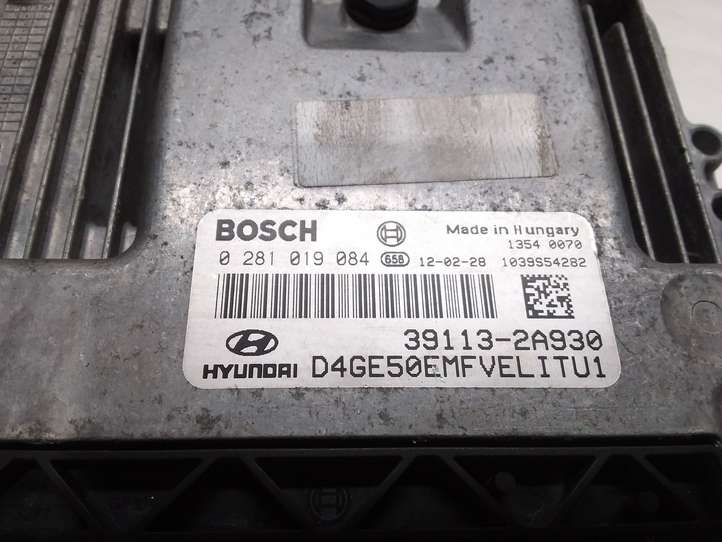 BOSCH Made in Hungary
1354 0070
0 281 019 084 658 12-02-28 1039S54282
39113-2A930
HYUNDAI D4GE50EMFVELITU1